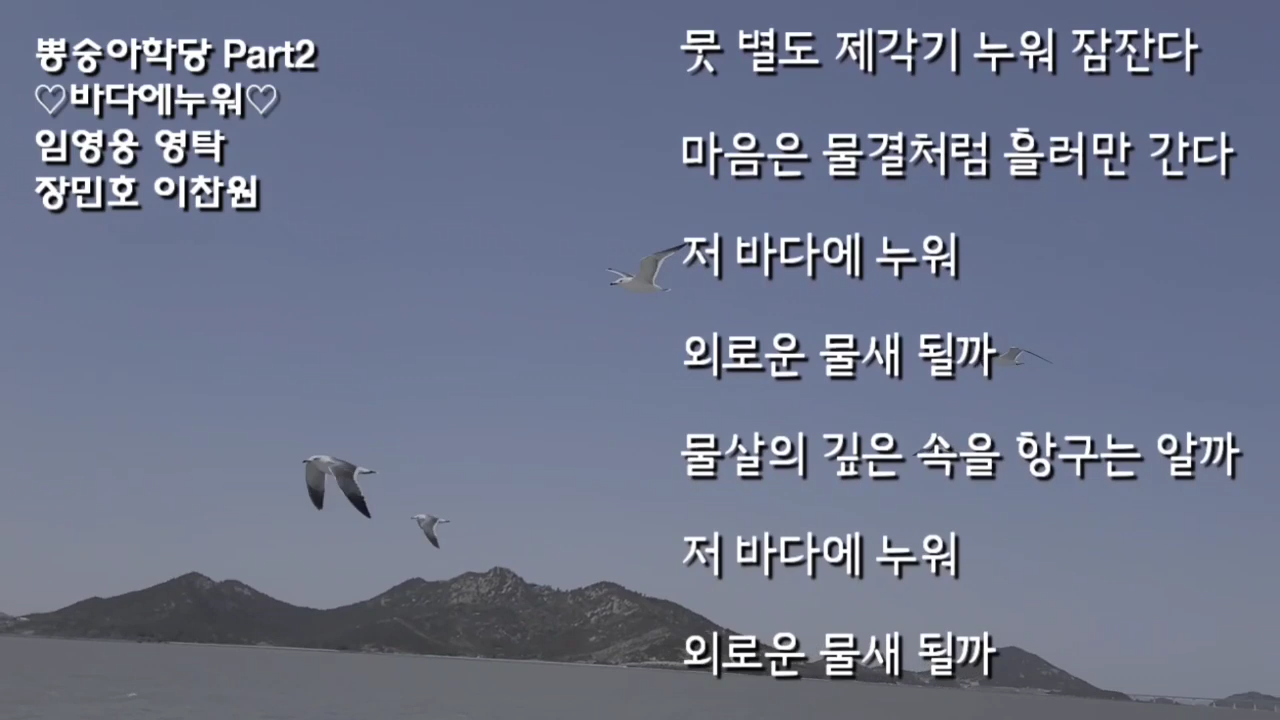 뽕숭아학당 Part2
♡바다에누워♡
임영웅 영탁
장민호 이찬원
뭇 별도 제각기 누워 잠잔다
마음은 물결처럼 흘러만 간다
저 바다에 누워
외로운 물새 될까
물살의 깊은 속을 항구는 알까
저 바다에 누워
외로운 물새 될까